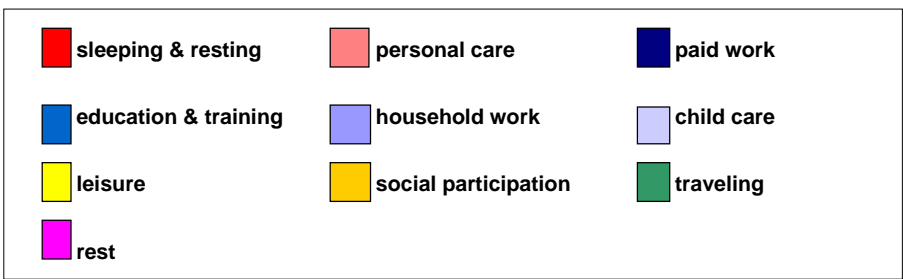 sleeping & resting personal care paid work
education & training household work child care
leisure social participation traveling
rest